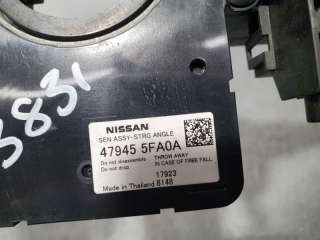 3831
NISSAN
SEN ASSY-STRG ANGLE
47945 5FA0A
Do not disassemble
Do not drop
THROW AWAY
IN CASE OF FREE FALL
17923
Made in Thailand 8148